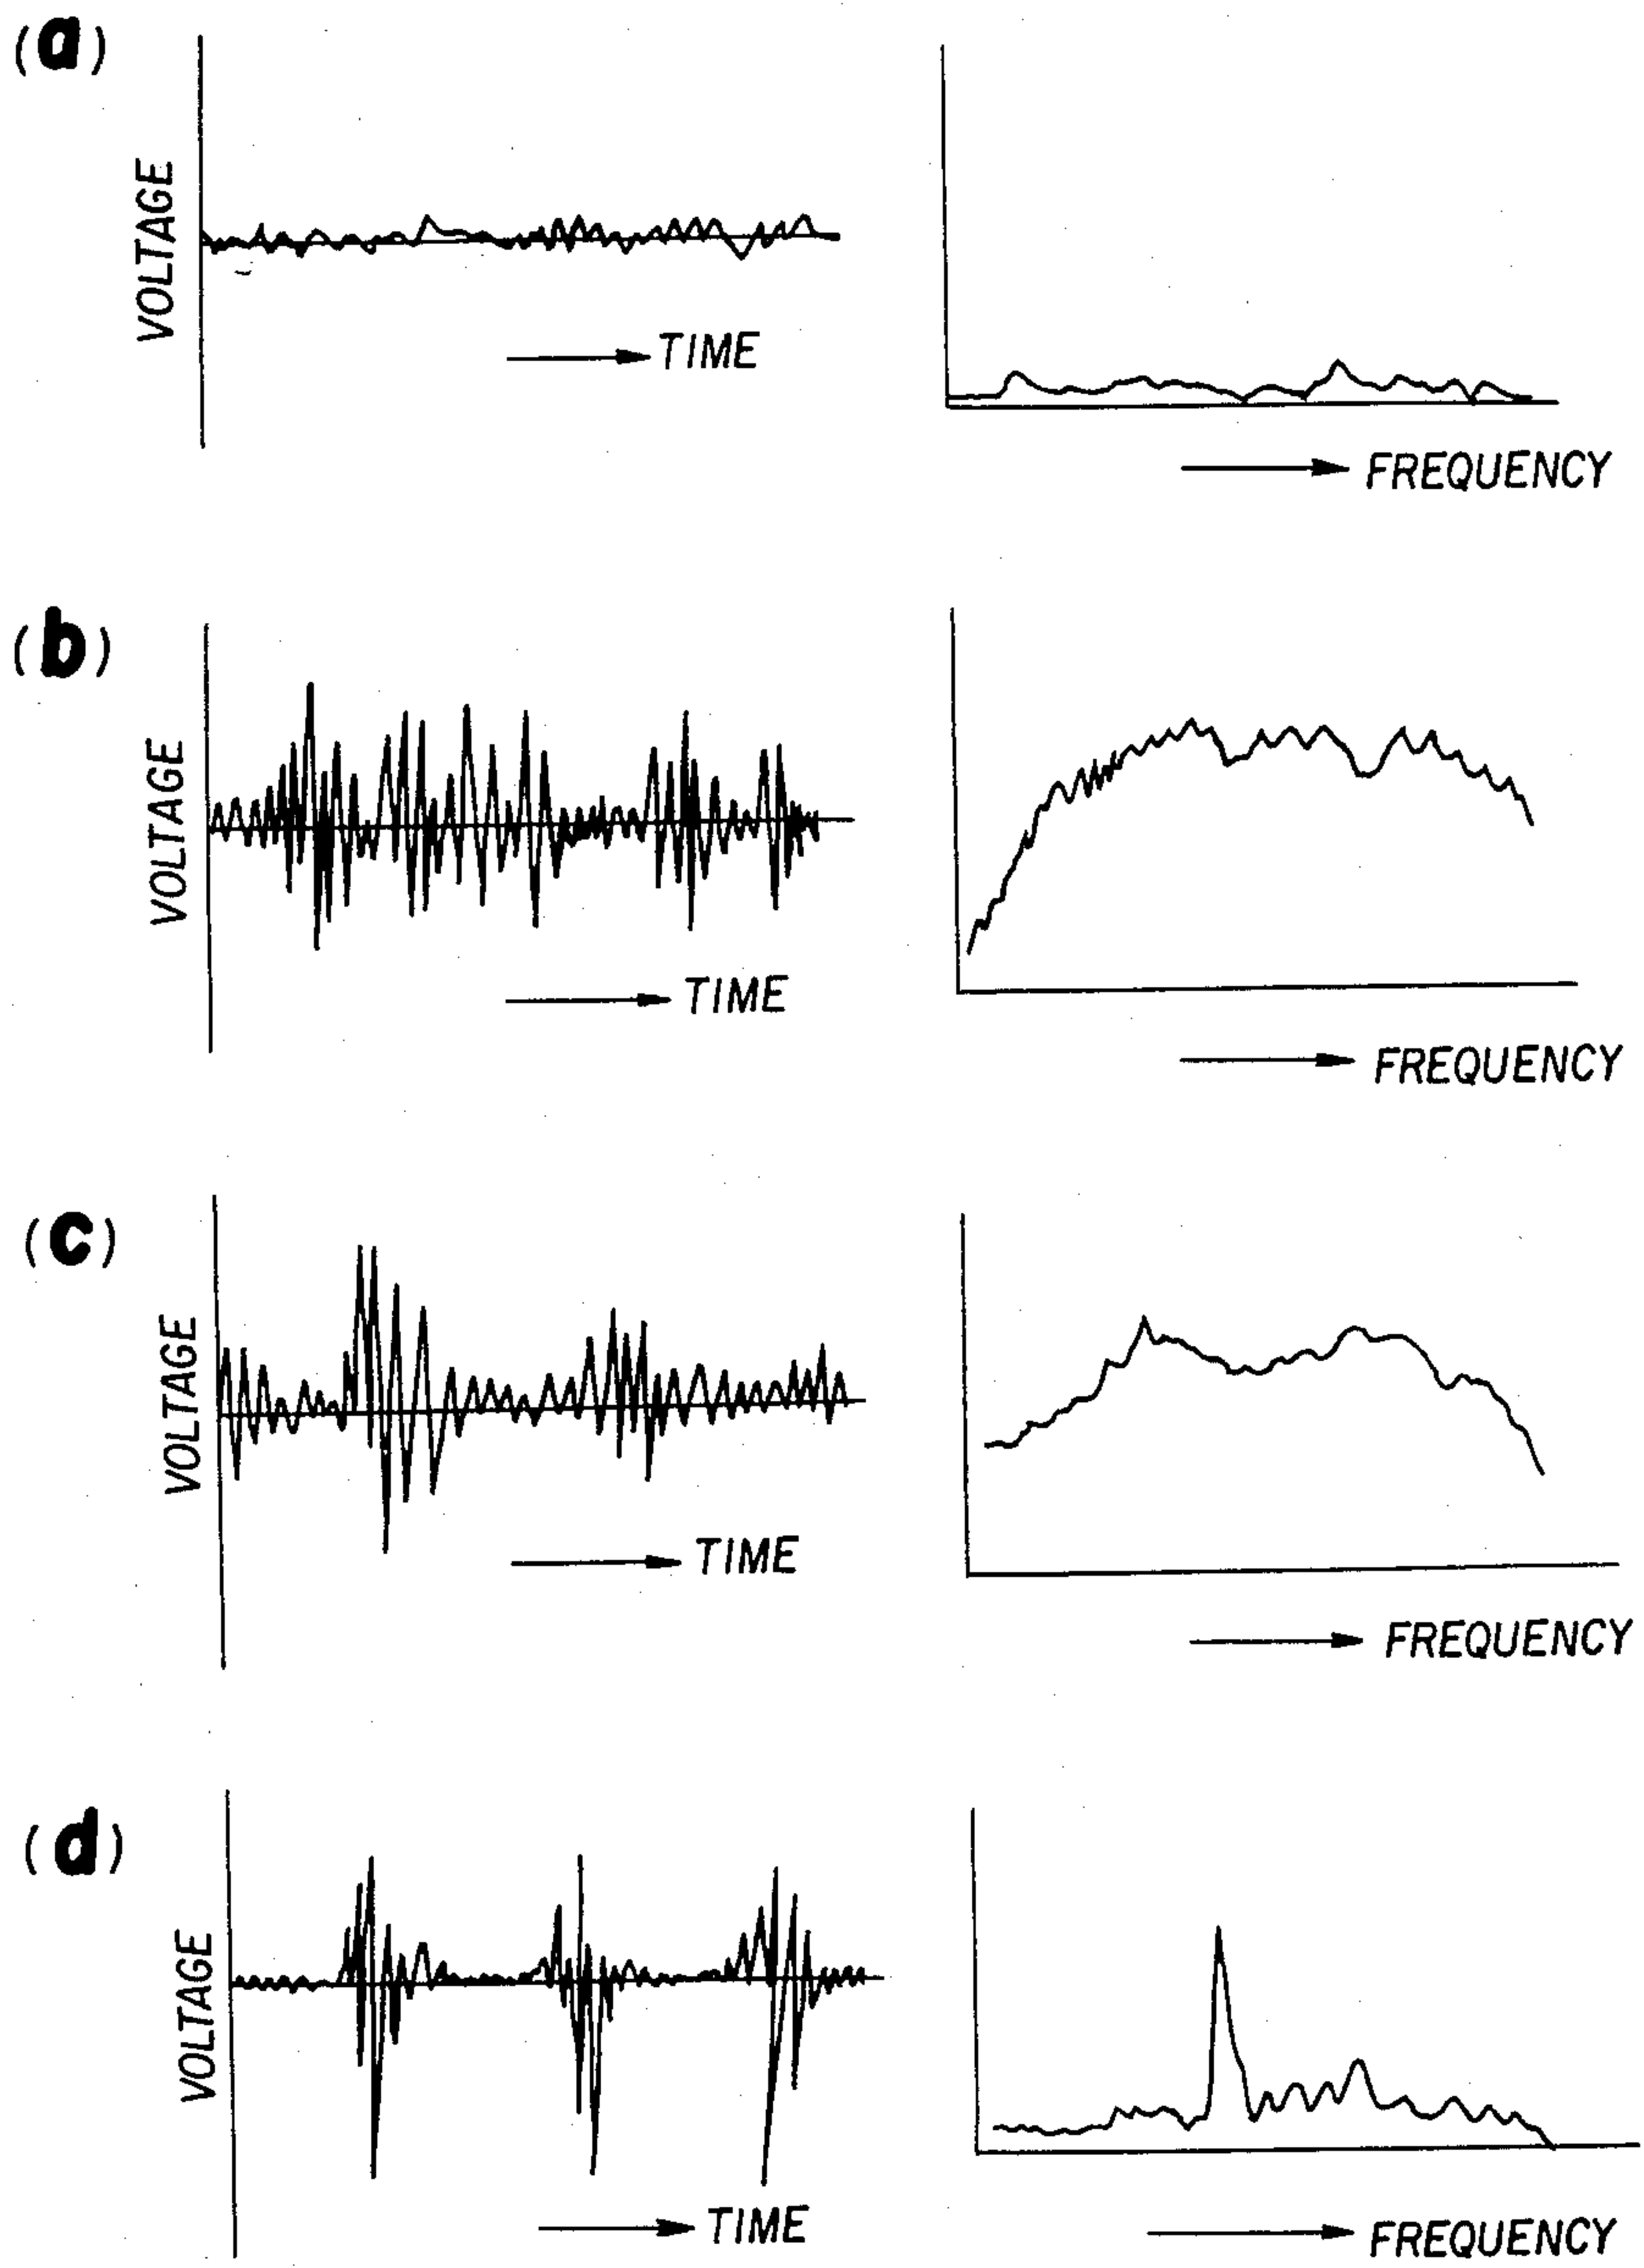 (a)
VOLTAGE
TIME
FREQUENCY
(b)
VOLTAGE
TIME
FREQUENCY
(c)
VOLTAGE
TIME
FREQUENCY
(d)
VOLTAGE
TIME
FREQUENCY